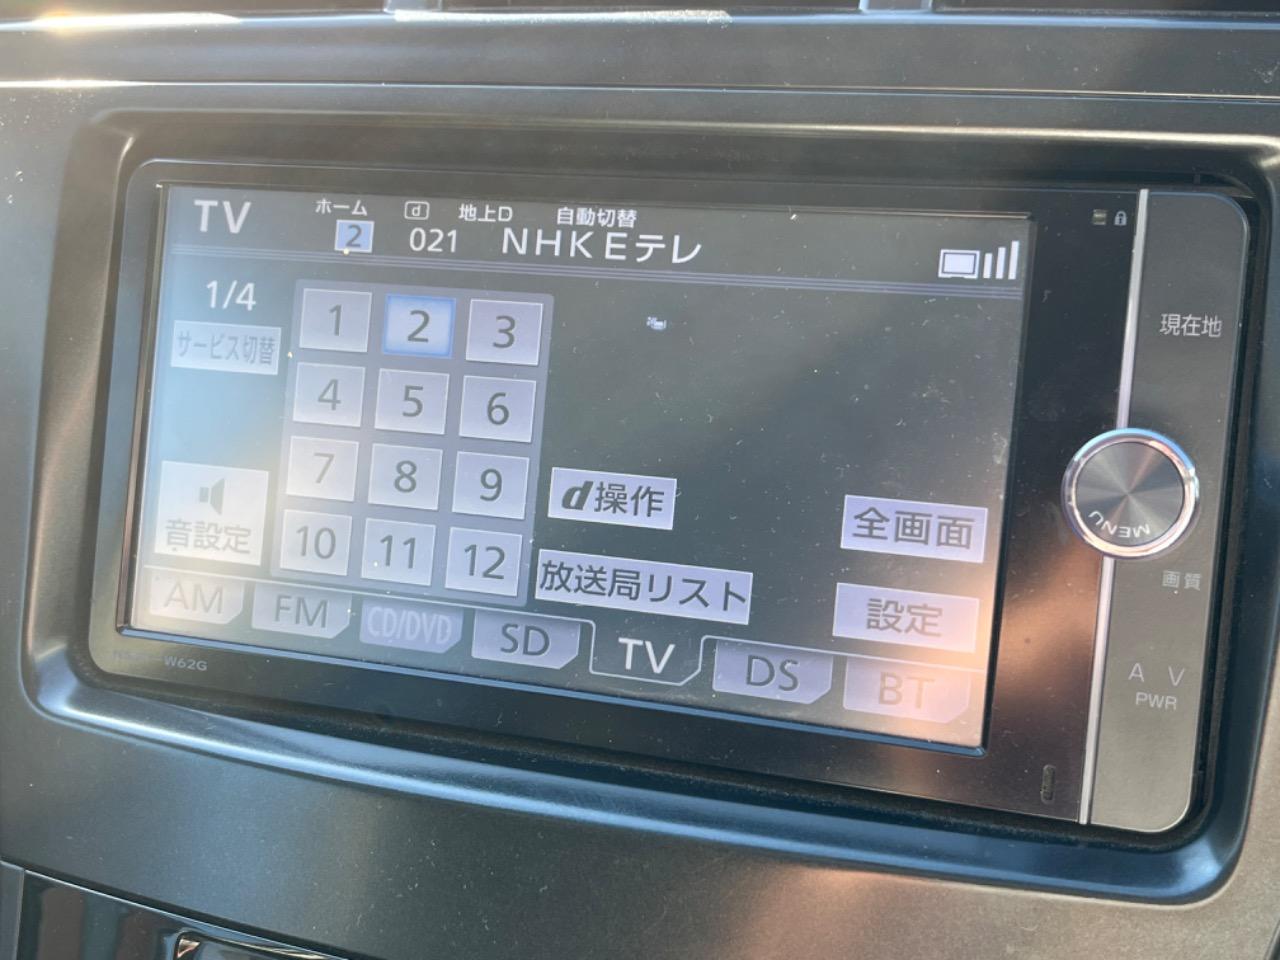 TV
ホーム
d
地上D
自動切替
2
021
NHKEテレ
現在地
1/4
サービス切替
1
2
3
4
5
6
7
8
9
10
11
12
音設定
d操作
放送局リスト
全画面
設定
MENU
画質
AM
FM
CD/DVD
SD
TV
DS
BT
W62G
A V
PWR